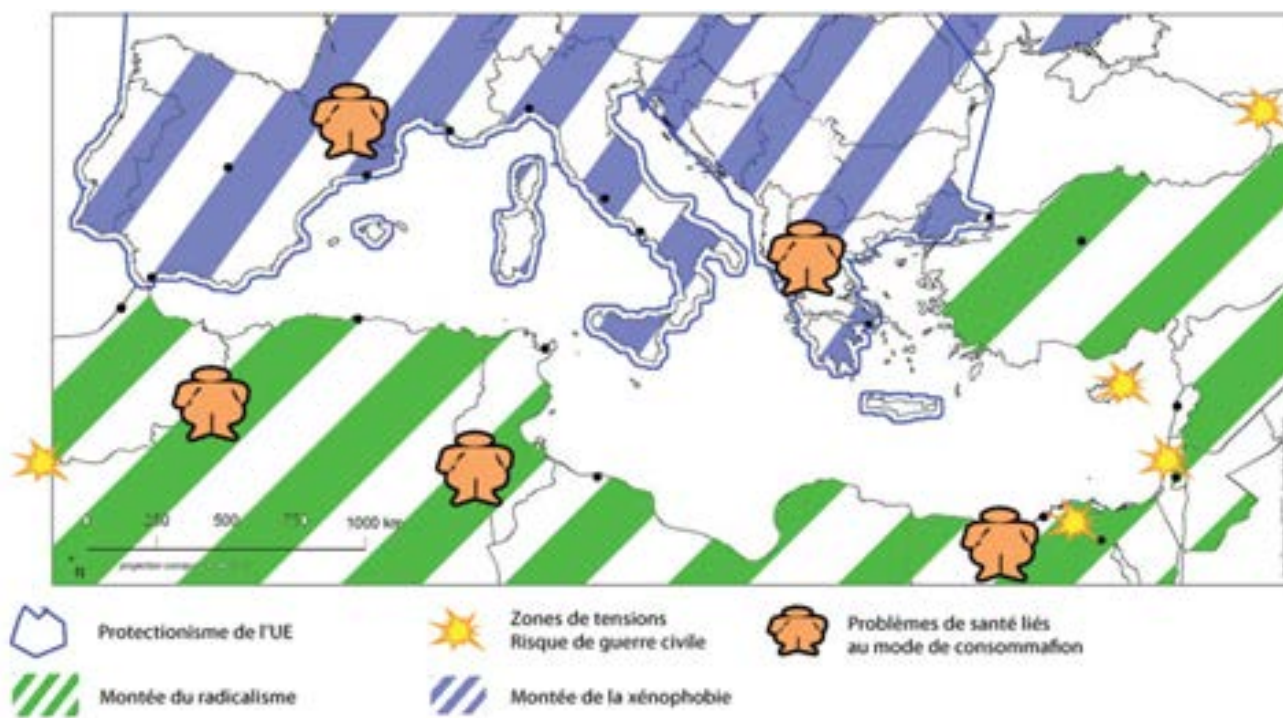 0 250 500 750 1000 km
N
Protectionisme de l'UE
Zones de tensions
Risque de guerre civile
Problèmes de santé liés
au mode de consommafion
Montée du radicalisme
Montée de la xénophobie